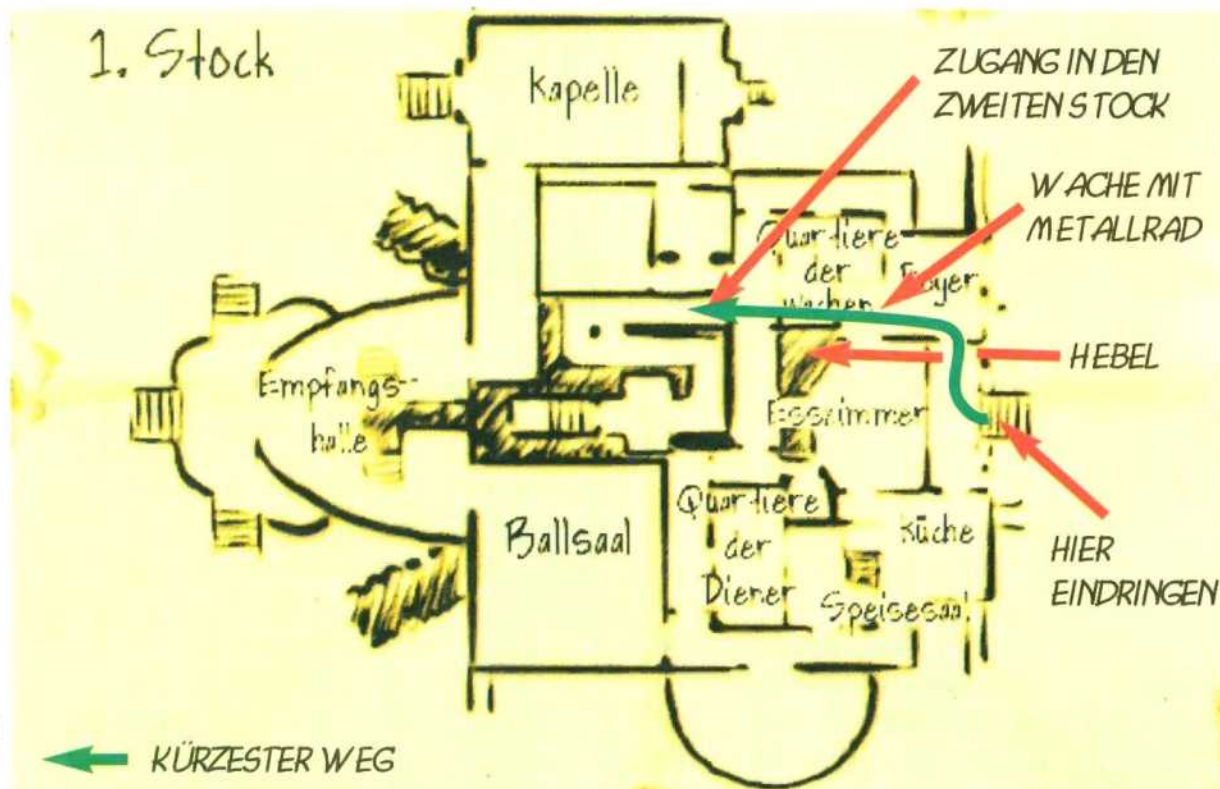 1. Stock
Kapelle
ZUGANG IN DEN
ZWEITEN STOCK
WACHE MIT
METALLRAD
Quartiere
der
Wachen
Foyer
HEBEL
Empfangs-
halle
Esszimmer
Quartiere
der
Diener
Ballsaal
Küche
Speisesaal
HIER
EINDRINGEN
KÜRZESTER WEG